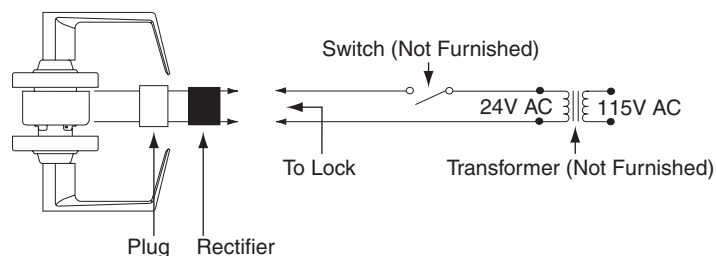 Switch (Not Furnished)
24V AC
115V AC
To Lock
Transformer (Not Furnished)
Plug
Rectifier